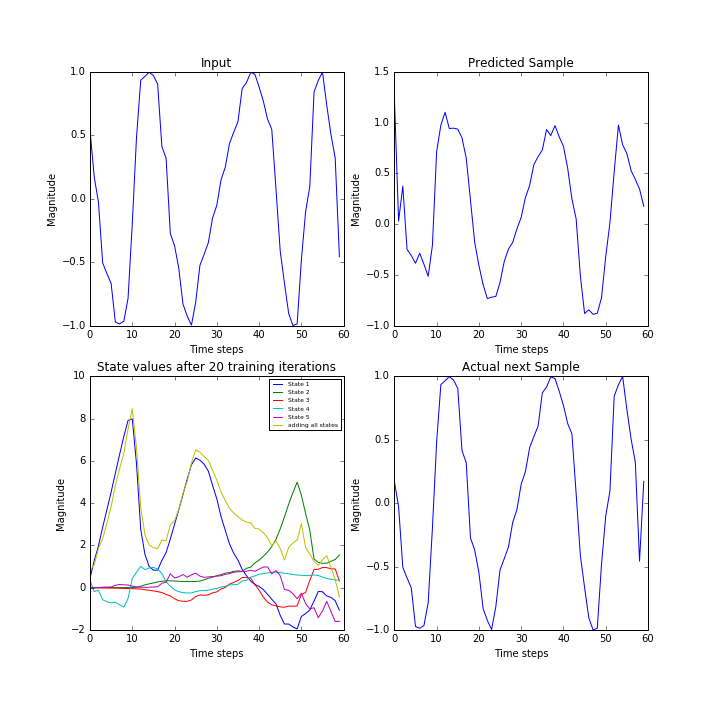 Input
1.0
0.5
0.0
−0.5
−1.0
Magnitude
0 10 20 30 40 50 60
Time steps
Predicted Sample
1.5
1.0
0.5
0.0
−0.5
−1.0
Magnitude
0 10 20 30 40 50 60
Time steps
State values after 20 training iterations
10
8
6
4
2
0
−2
Magnitude
State 1
State 2
State 3
State 4
State 5
adding all states
0 10 20 30 40 50 60
Time steps
Actual next Sample
1.0
0.5
0.0
−0.5
−1.0
Magnitude
0 10 20 30 40 50 60
Time steps